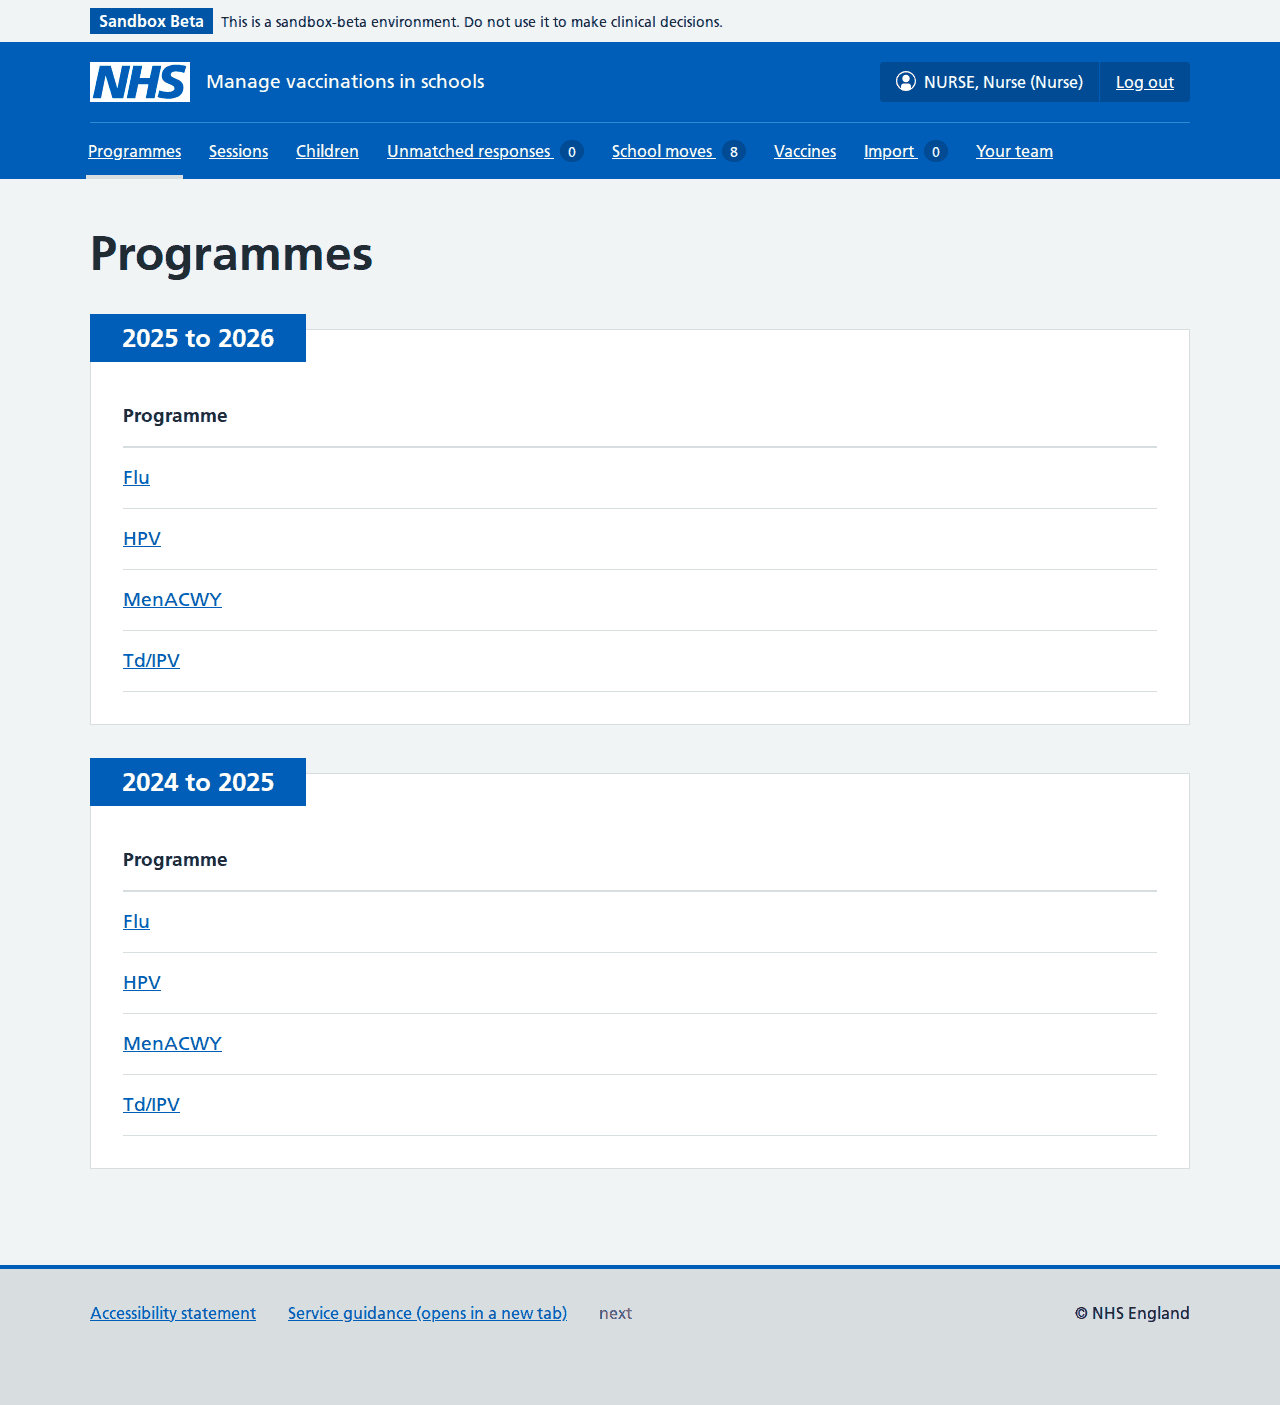 Sandbox Beta This is a sandbox-beta environment. Do not use it to make clinical decisions.
NHS Manage vaccinations in schools NURSE, Nurse (Nurse) Log out
Programmes Sessions Children Unmatched responses 0 School moves 8 Vaccines Import 0 Your team
Programmes
2025 to 2026
Programme
Flu
HPV
MenACWY
Td/IPV
2024 to 2025
Programme
Flu
HPV
MenACWY
Td/IPV
Accessibility statement Service guidance (opens in a new tab) next © NHS England